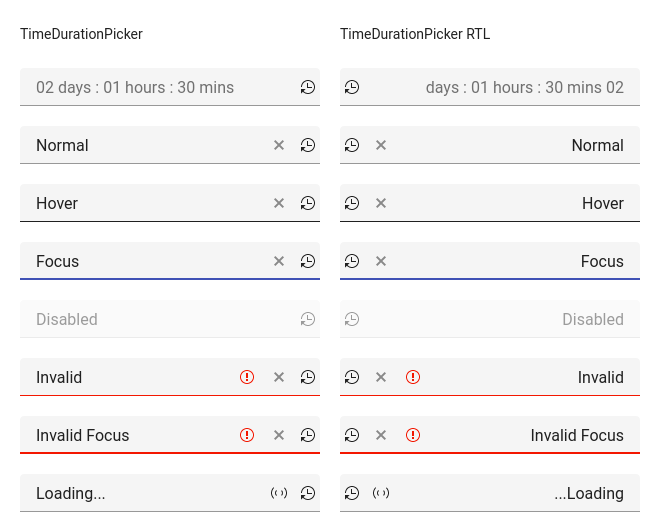 TimeDurationPicker
02 days : 01 hours : 30 mins
Normal
Hover
Focus
Disabled
Invalid
Invalid Focus
Loading...
TimeDurationPicker RTL
days : 01 hours : 30 mins 02
Normal
Hover
Focus
Disabled
Invalid
Invalid Focus
...Loading